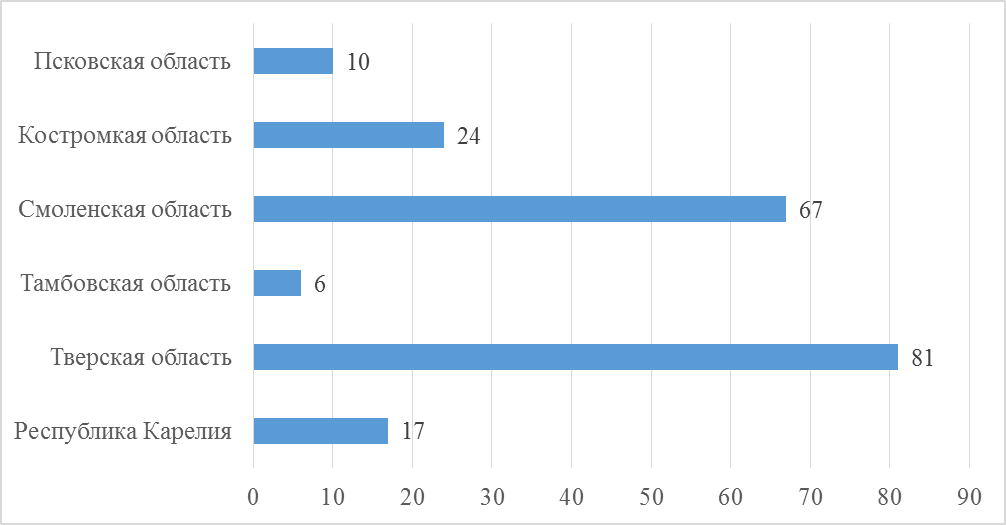 Псковская область 10
Костромкая область 24
Смоленская область 67
Тамбовская область 6
Тверская область 81
Республика Карелия 17
0 10 20 30 40 50 60 70 80 90